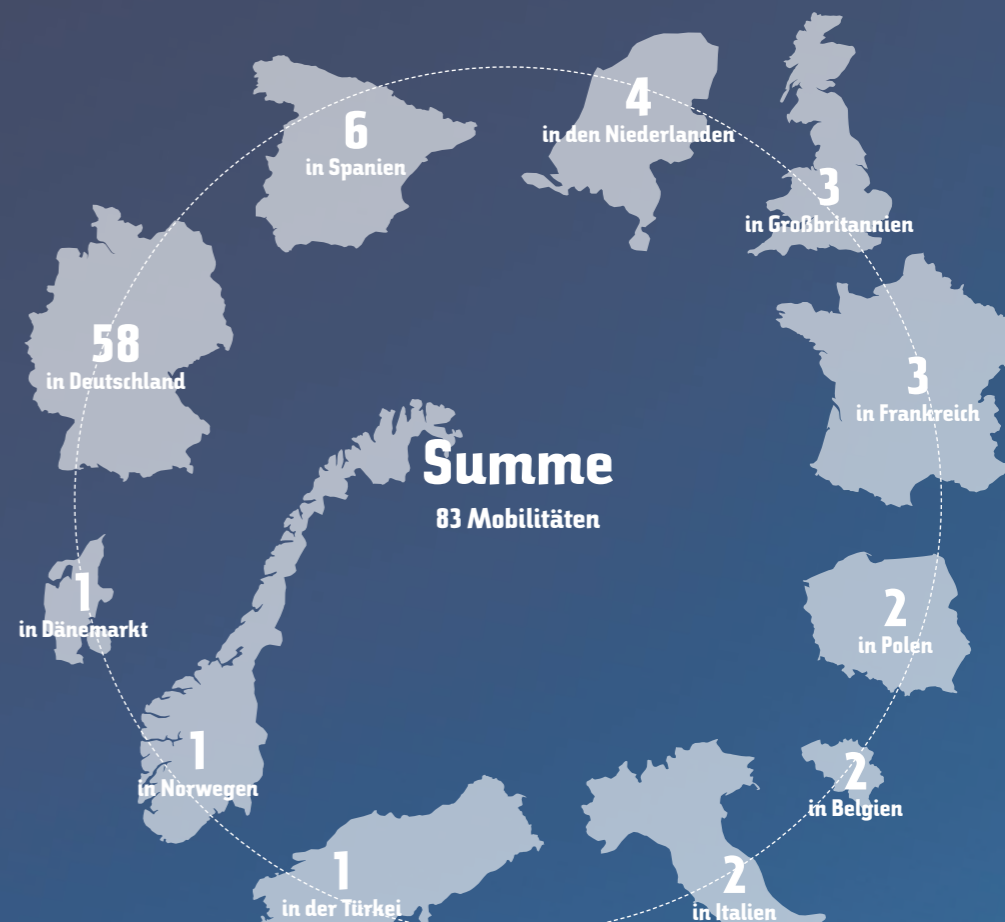 4
in den Niederlanden
6
in Spanien
3
in Großbritannien
58
in Deutschland
3
in Frankreich
Summe
83 Mobilitäten
1
in Dänemarkt
2
in Polen
1
in Norwegen
2
in Belgien
1
in der Türkei
2
in Italien